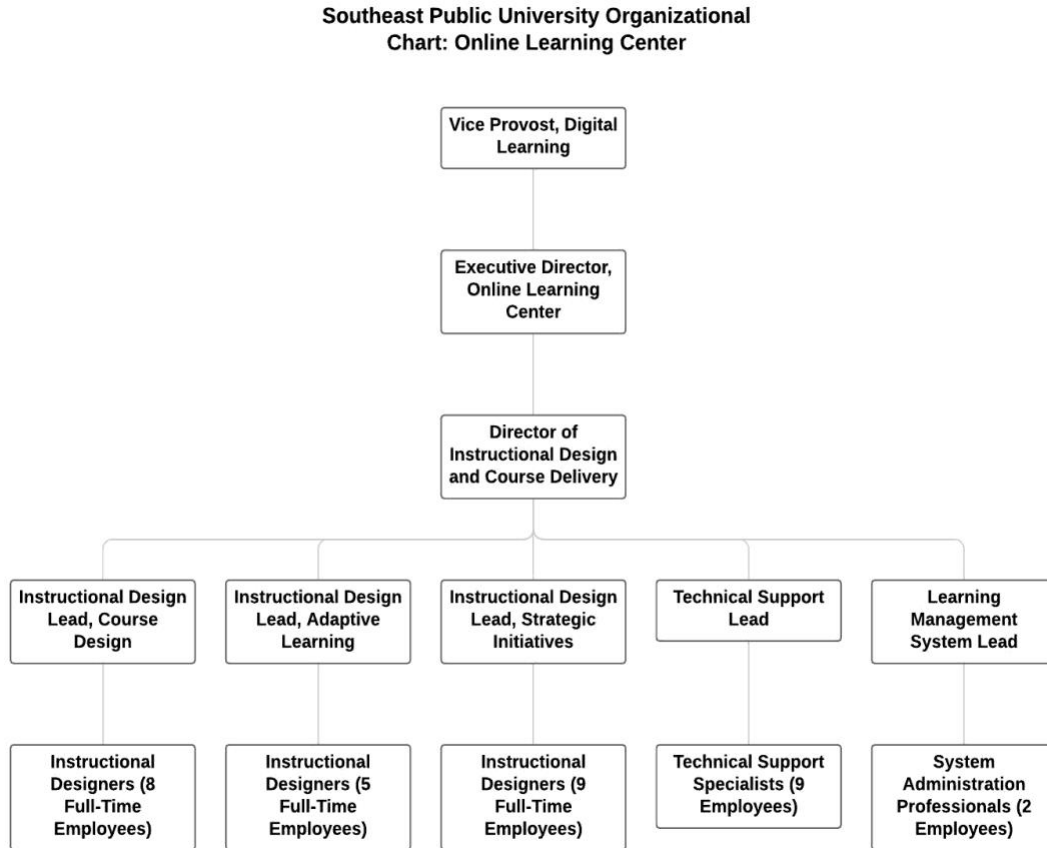 Southeast Public University Organizational
Chart: Online Learning Center
Vice Provost, Digital
Learning
Executive Director,
Online Learning
Center
Director of
Instructional Design
and Course Delivery
Instructional Design
Lead, Course
Design
Instructional Design
Lead, Adaptive
Learning
Instructional Design
Lead, Strategic
Initiatives
Technical Support
Lead
Learning
Management
System Lead
Instructional
Designers (8
Full-Time
Employees)
Instructional
Designers (5
Full-Time
Employees)
Instructional
Designers (9
Full-Time
Employees)
Technical Support
Specialists (9
Employees)
System
Administration
Professionals (2
Employees)